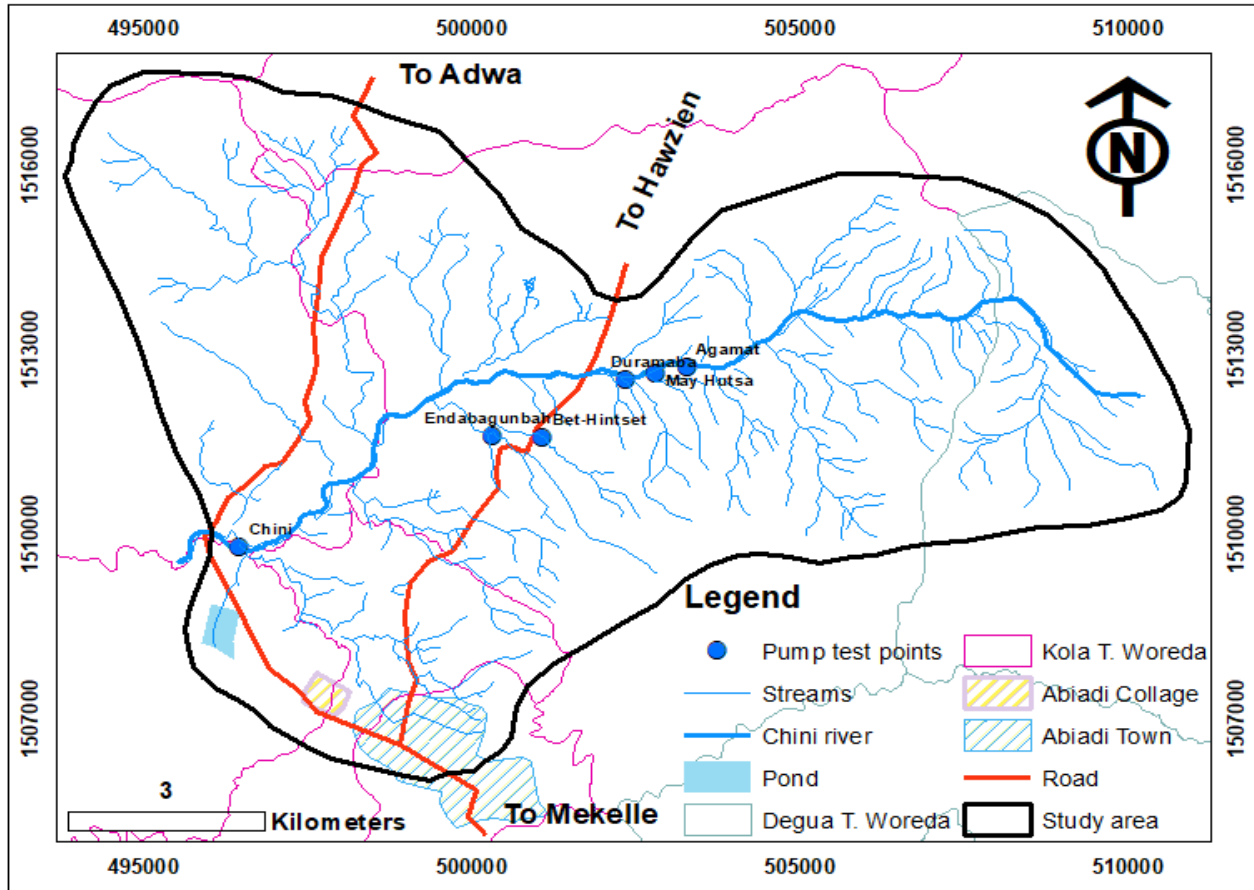 495000 500000 505000 510000
To Adwa
To Hawzien
N
1516000 1516000
1513000 1513000
Agamat
Duramaba
May Hutsa
Endabagunbah Bet-Hintset
1510000 1510000
Chini
Legend
Pump test points Kola T. Woreda
Streams Abiadi Collage
1507000 1507000
Chini river Abiadi Town
Pond Road
Degua T. Woreda Study area
3
Kilometers
To Mekelle
495000 500000 505000 510000